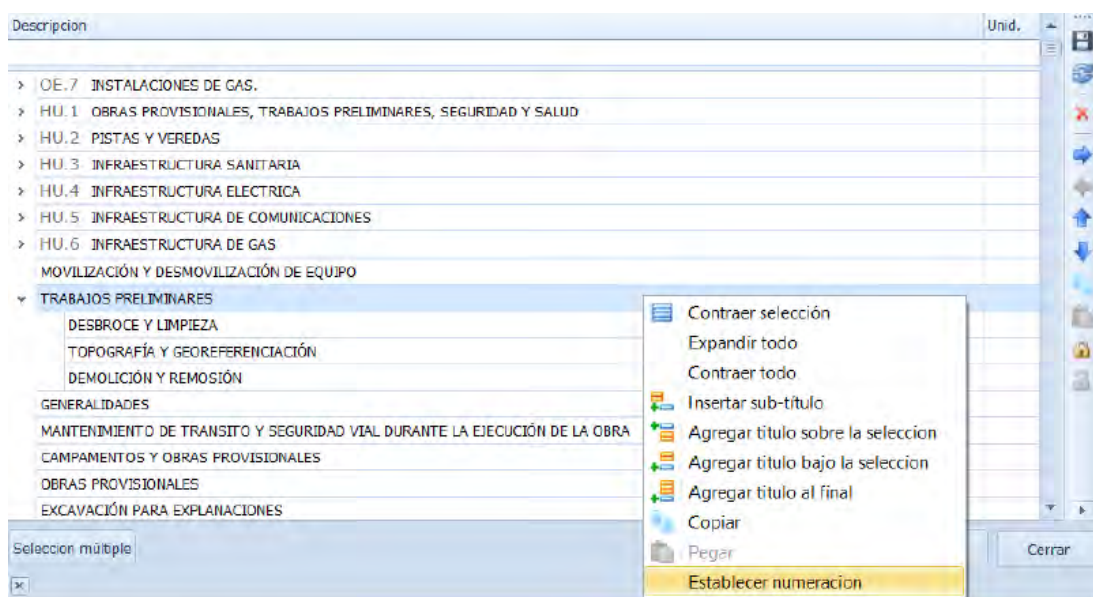 Descripcion Unid.
OE.7 INSTALACIONES DE GAS.
HU.1 OBRAS PROVISIONALES, TRABAJOS PRELIMINARES, SEGURIDAD Y SALUD
HU.2 PISTAS Y VEREDAS
HU.3 INFRAESTRUCTURA SANITARIA
HU.4 INFRAESTRUCTURA ELECTRICA
HU.5 INFRAESTRUCTURA DE COMUNICACIONES
HU.6 INFRAESTRUCTURA DE GAS
MOVILIZACIÓN Y DESMOVILIZACIÓN DE EQUIPO
TRABAJOS PRELIMINARES
DESBROCE Y LIMPIEZA
TOPOGRAFÍA Y GEOREFERENCIACIÓN
DEMOLICIÓN Y REMOSIÓN
GENERALIDADES
MANTENIMIENTO DE TRANSITO Y SEGURIDAD VIAL DURANTE LA EJECUCIÓN DE LA OBRA
CAMPAMENTOS Y OBRAS PROVISIONALES
OBRAS PROVISIONALES
EXCAVACIÓN PARA EXPLANACIONES
Contraer selección
Expandir todo
Contraer todo
Insertar sub-título
Agregar titulo sobre la seleccion
Agregar titulo bajo la seleccion
Agregar titulo al final
Copiar
Pegar
Establecer numeracion
Seleccion múltiple
Cerrar